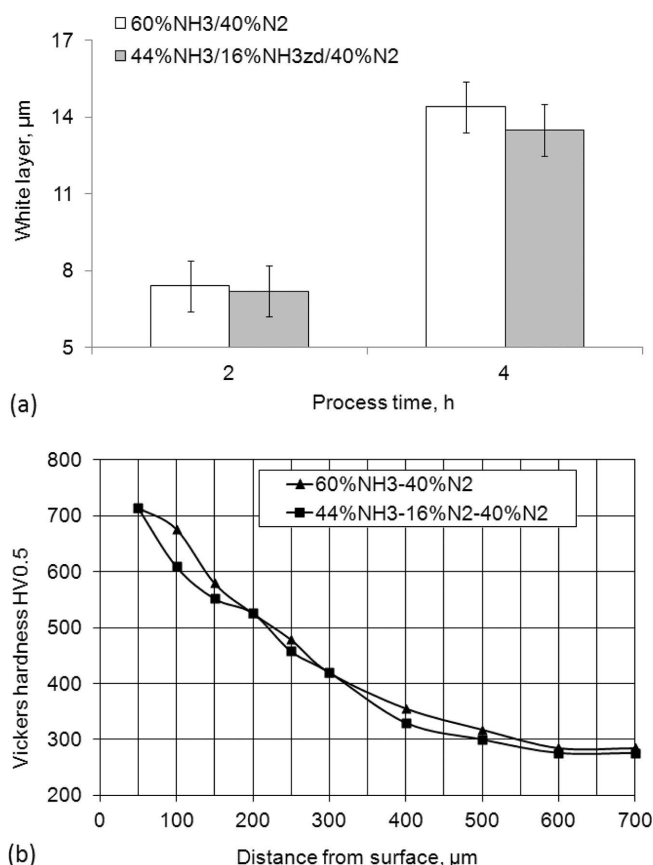 60%NH3/40%N2
44%NH3/16%NH3zd/40%N2
White layer, µm
17
14
11
8
5
2
4
Process time, h
(a)
60%NH3-40%N2
44%NH3-16%N2-40%N2
Vickers hardness HV0.5
800
700
600
500
400
300
200
0
100
200
300
400
500
600
700
Distance from surface, µm
(b)